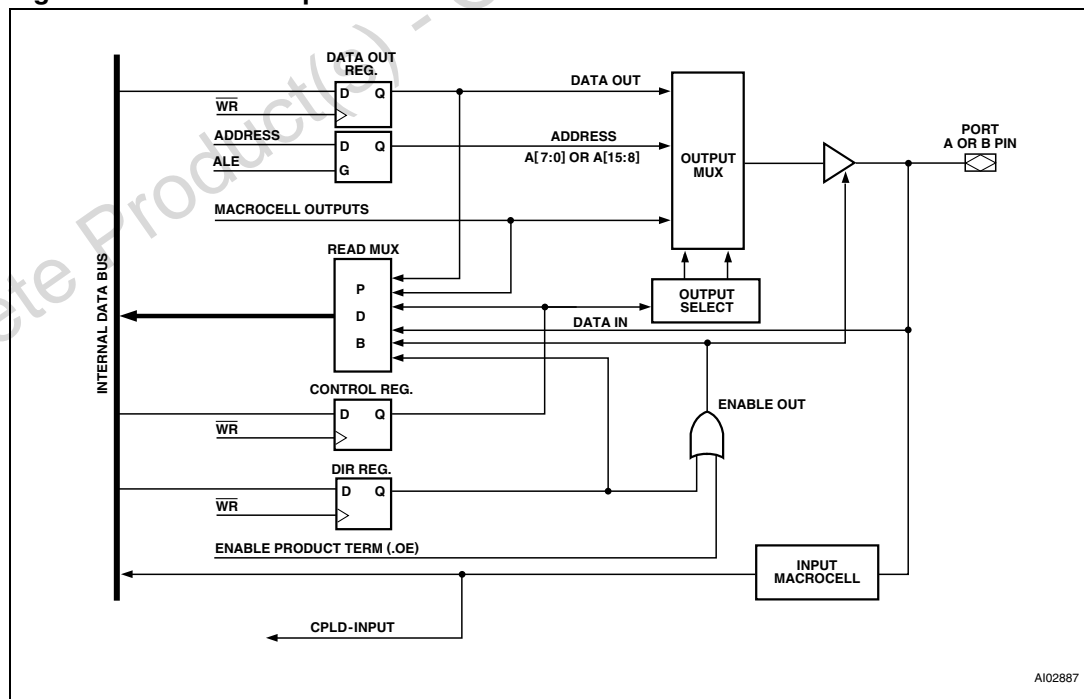 DATA OUT
REG.
D Q
WR
DATA OUT
ADDRESS
ALE
D Q
G
ADDRESS
A[7:0] OR A[15:8]
OUTPUT
MUX
PORT
A OR B PIN
MACROCELL OUTPUTS
READ MUX
P
D
B
OUTPUT
SELECT
DATA IN
INTERNAL DATA BUS
CONTROL REG.
D Q
WR
ENABLE OUT
DIR REG.
D Q
WR
ENABLE PRODUCT TERM (.OE)
INPUT
MACROCELL
CPLD-INPUT
AI02887
ete Product(s) -